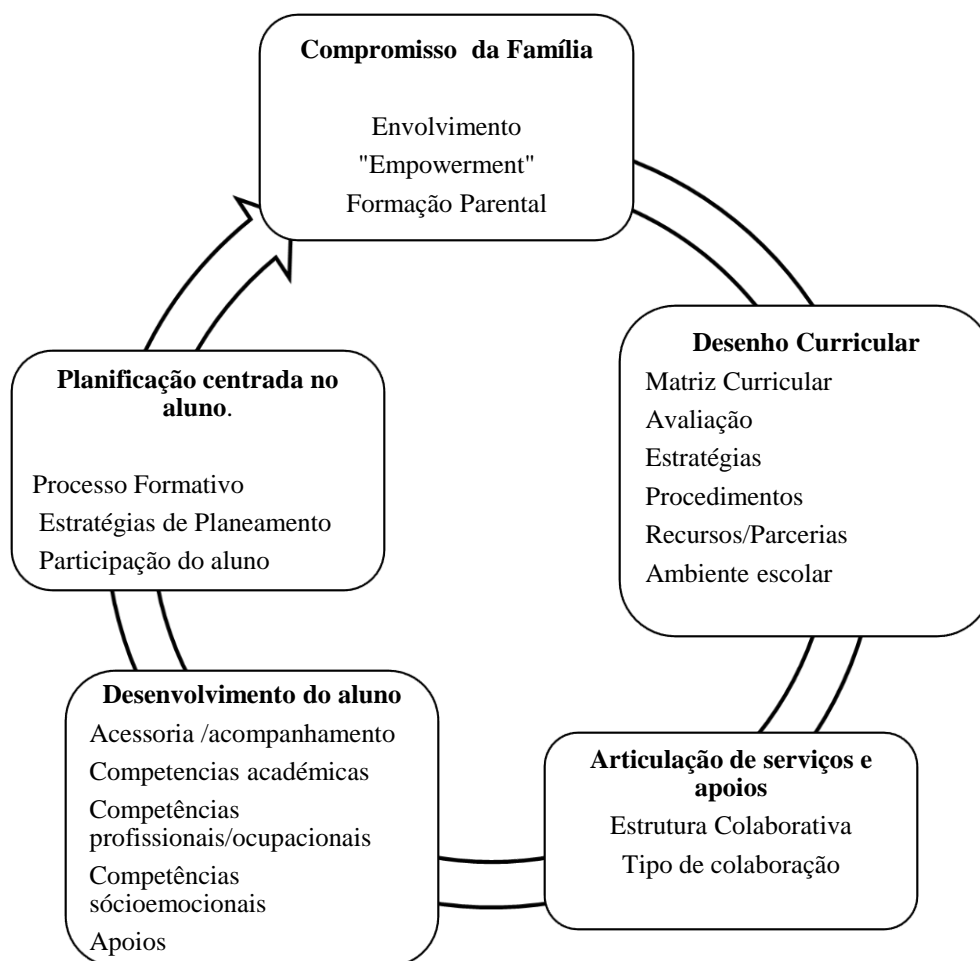 Compromisso da Família
Envolvimento
"Empowerment"
Formação Parental
Desenho Curricular
Matriz Curricular
Avaliação
Estratégias
Procedimentos
Recursos/Parcerias
Ambiente escolar
Articulação de serviços e
apoios
Estrutura Colaborativa
Tipo de colaboração
Desenvolvimento do aluno
Acessoria /acompanhamento
Competencias académicas
Competências
profissionais/ocupacionais
Competências
sócioemocionais
Apoios
Planificação centrada no
aluno.
Processo Formativo
Estratégias de Planeamento
Participação do aluno